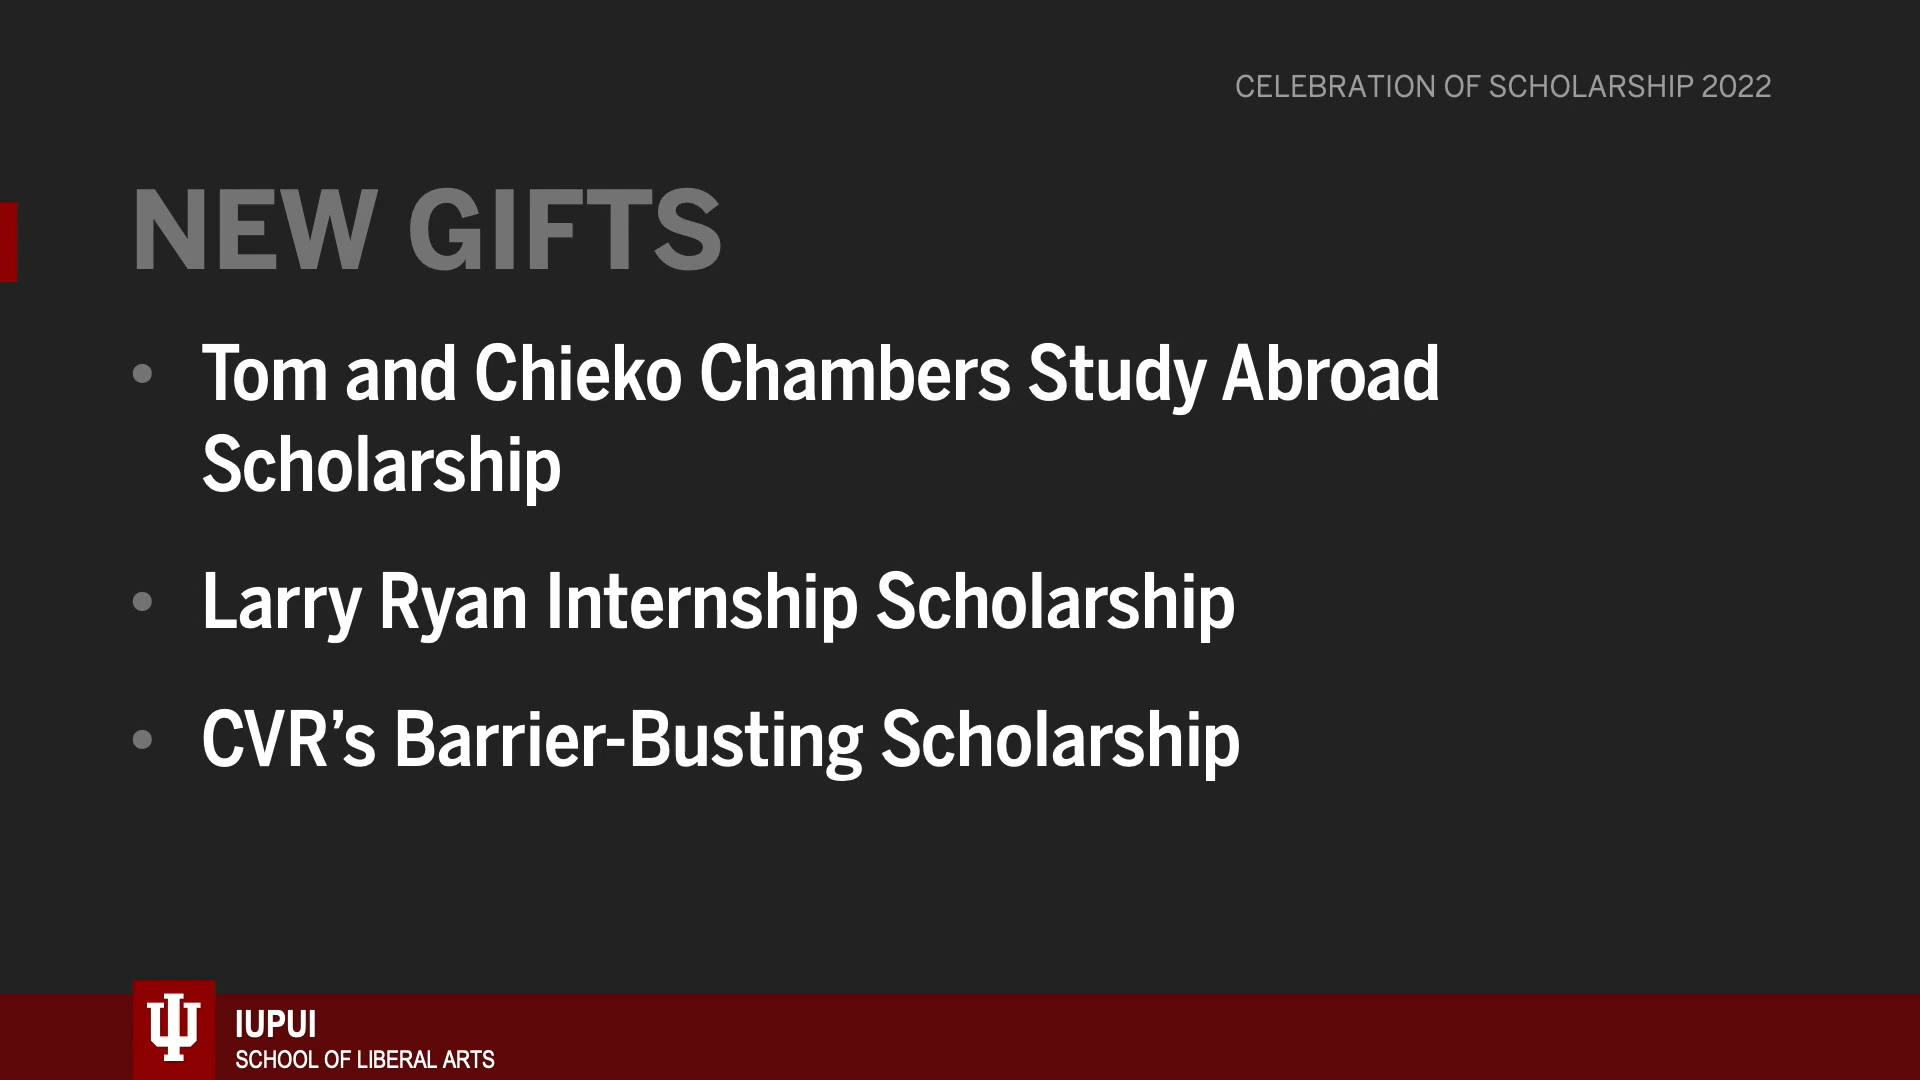 CELEBRATION OF SCHOLARSHIP 2022
NEW GIFTS
• Tom and Chieko Chambers Study Abroad
Scholarship
• Larry Ryan Internship Scholarship
• CVR’s Barrier-Busting Scholarship
IUPUI
SCHOOL OF LIBERAL ARTS